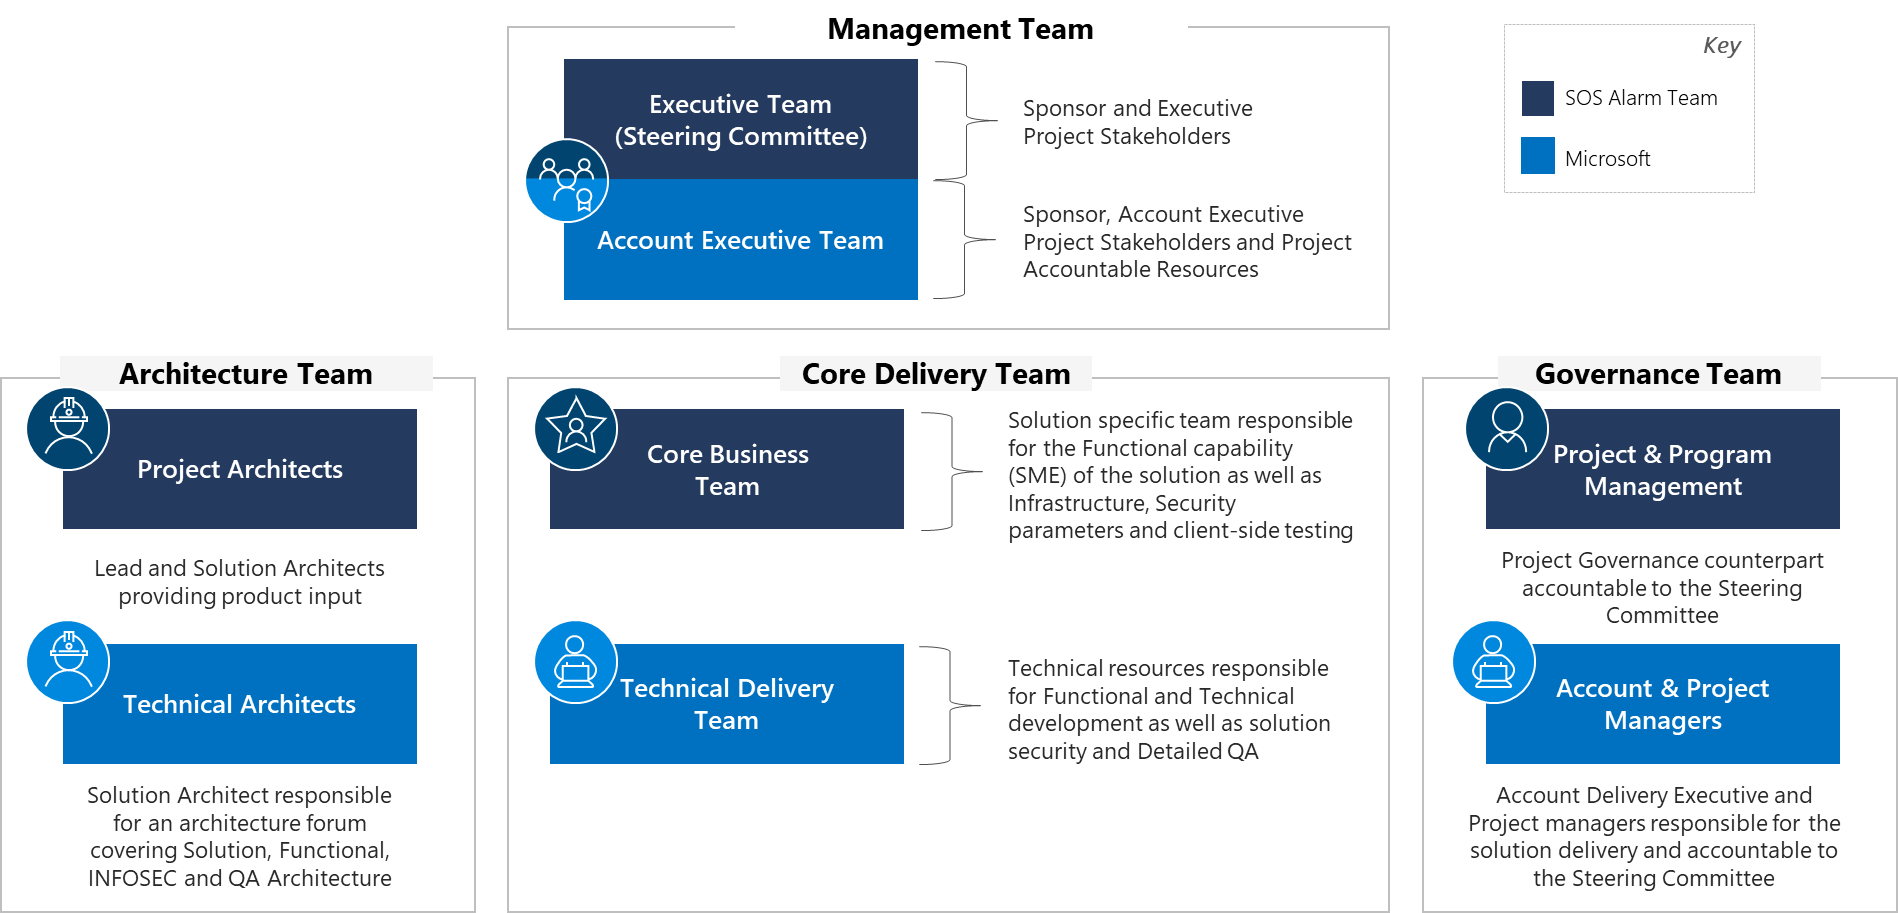 Management Team
Executive Team
(Steering Committee)
Sponsor and Executive
Project Stakeholders
Account Executive Team
Sponsor, Account Executive
Project Stakeholders and Project
Accountable Resources
Key
SOS Alarm Team
Microsoft
Architecture Team
Project Architects
Lead and Solution Architects
providing product input
Technical Architects
Solution Architect responsible
for an architecture forum
covering Solution, Functional,
INFOSEC and QA Architecture
Core Delivery Team
Core Business
Team
Solution specific team responsible
for the Functional capability
(SME) of the solution as well as
Infrastructure, Security
parameters and client-side testing
Technical Delivery
Team
Technical resources responsible
for Functional and Technical
development as well as solution
security and Detailed QA
Governance Team
Project & Program
Management
Project Governance counterpart
accountable to the Steering
Committee
Account & Project
Managers
Account Delivery Executive and
Project managers responsible for the
solution delivery and accountable to
the Steering Committee